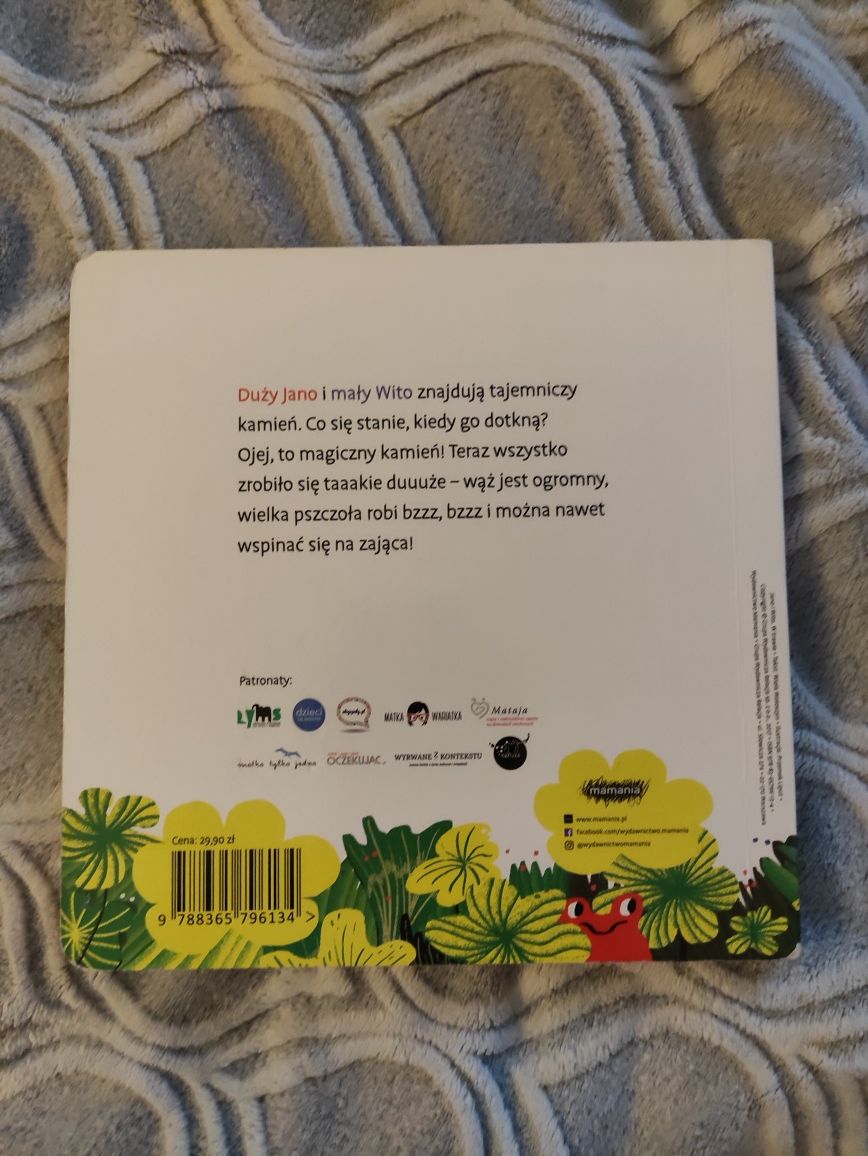 Duży Jano i mały Wito znajdują tajemniczy
kamień. Co się stanie, kiedy go dotkną?
Ojej, to magiczny kamień! Teraz wszystko
zrobiło się taaakie duuuże – wąż jest ogromny,
wielka pszczoła robi bzzz, bzzz i można nawet
wspinać się na zająca!
Patronaty:
LYMS
dzieci
MATKA WARIATKA
Mataja
matka tylko jedna
OCZEKUJĄC
WYRWANE Z KONTEKSTU
mamania
www.mamania.pl
facebook.com/wydawnictwo.mamania
@wydawnictwomamania
Cena: 29,90 zł
9 788365 796134 >